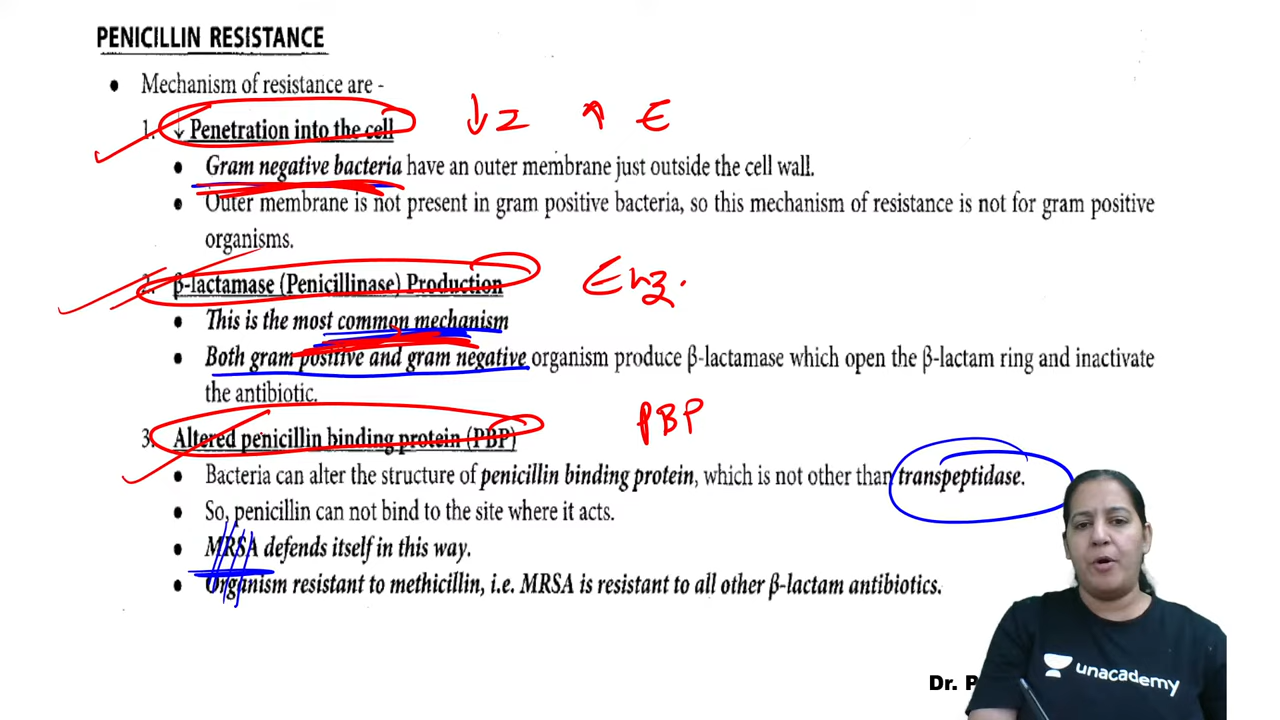 PENICILLIN RESISTANCE
• Mechanism of resistance are -
1. ↓ Penetration into the cell ↓ I ↑ E
• Gram negative bacteria have an outer membrane just outside the cell wall.
• Outer membrane is not present in gram positive bacteria, so this mechanism of resistance is not for gram positive
organisms.
2. β-lactamase (Penicillinase) Production Enz.
• This is the most common mechanism
• Both gram positive and gram negative organism produce β-lactamase which open the β-lactam ring and inactivate
the antibiotic.
3. Altered penicillin binding protein (PBP) PBP
• Bacteria can alter the structure of penicillin binding protein, which is not other than transpeptidase.
• So, penicillin can not bind to the site where it acts.
• MRSA defends itself in this way.
• Organism resistant to methicillin, i.e. MRSA is resistant to all other β-lactam antibiotics.
unacademy
Dr. P